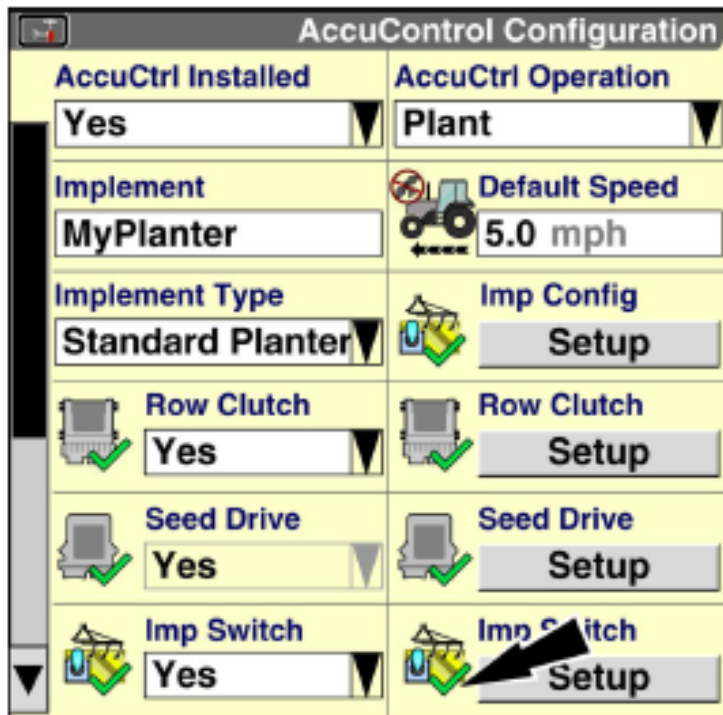 AccuControl Configuration
AccuCtrl Installed
Yes
AccuCtrl Operation
Plant
Implement
MyPlanter
Default Speed
5.0 mph
Implement Type
Standard Planter
Imp Config
Setup
Row Clutch
Yes
Row Clutch
Setup
Seed Drive
Yes
Seed Drive
Setup
Imp Switch
Yes
Imp
Setup